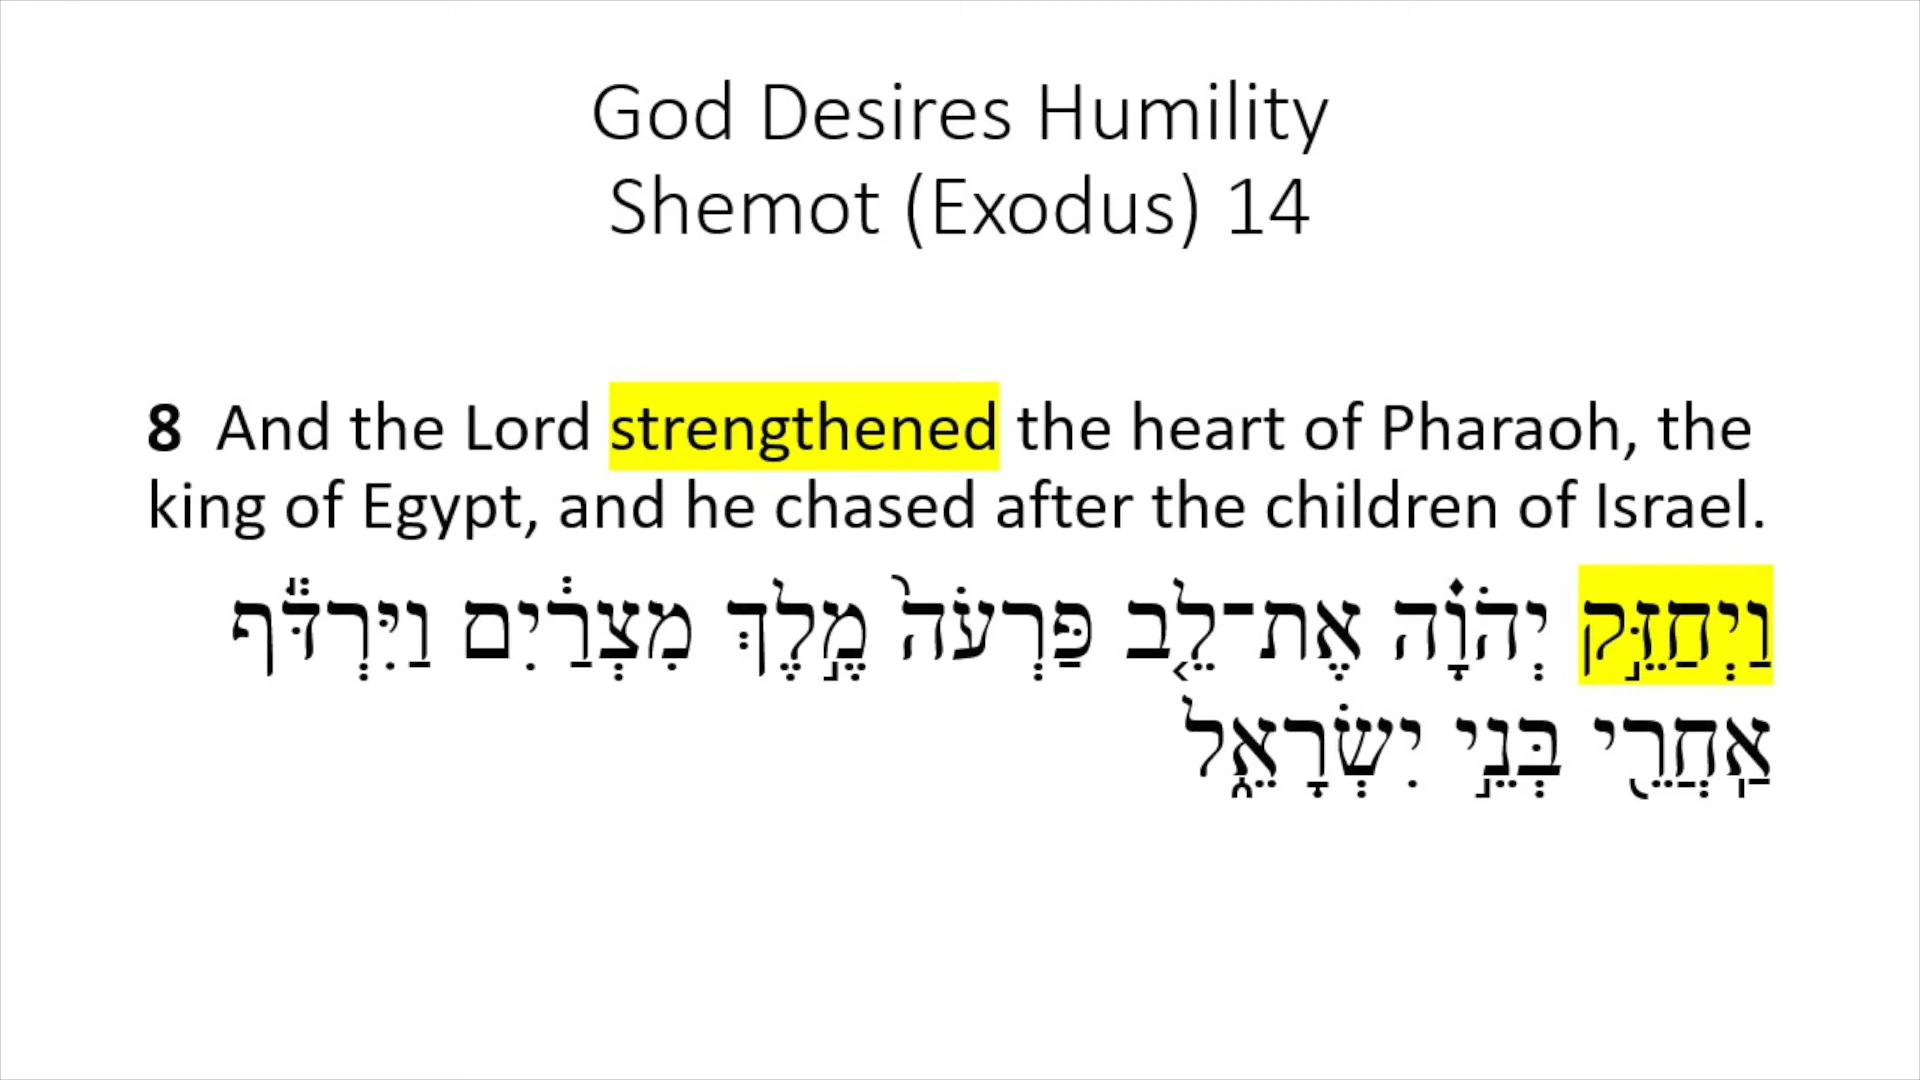 God Desires Humility
Shemot (Exodus) 14
8 And the Lord strengthened the heart of Pharaoh, the
king of Egypt, and he chased after the children of Israel.
וַיְחַזֵּ֣ק יְהֹוָ֗ה אֶת־לֵ֤ב פַּרְעֹה֙ מֶ֣לֶךְ מִצְרַ֔יִם וַיִּרְדֹּ֕ף
אַֽחֲרֵ֖י בְּנֵ֣י יִשְׂרָאֵ֑ל